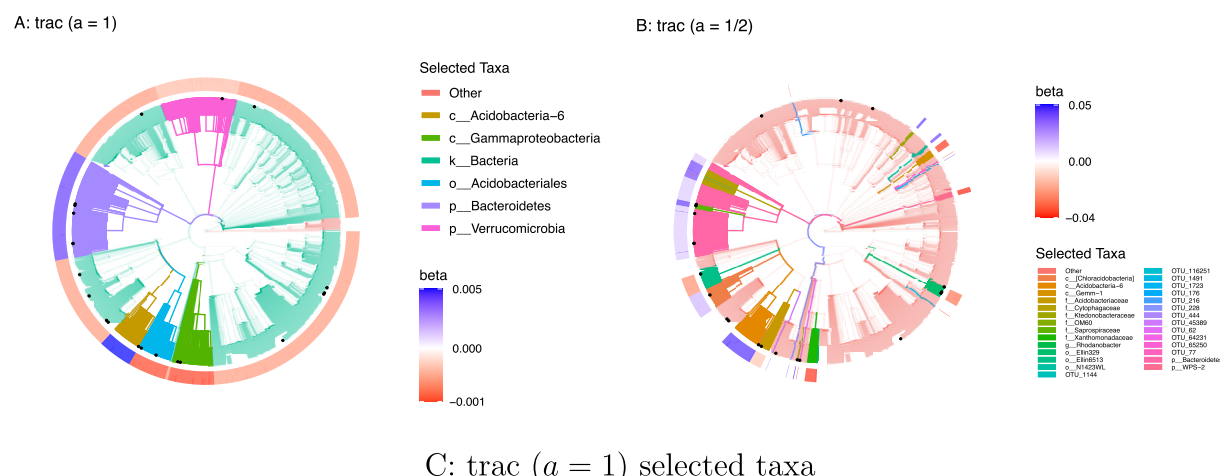 A: trac (a = 1)
B: trac (a = 1/2)
Selected Taxa
Other
c__Acidobacteria-6
c__Gammaproteobacteria
k__Bacteria
o__Acidobacteriales
p__Bacteroidetes
p__Verrucomicrobia
beta
0.005
0.000
-0.001
beta
0.05
0.00
-0.04
Selected Taxa
Other
c__[Chloracidobacteria]
c__Acidobacteria-6
c__Gemm-1
f__Acidobacteriaceae
f__Cytophagaceae
f__Ktedonobacteraceae
f__OM60
f__Saprospiraceae
f__Xanthomonadaceae
g__Rhodanobacter
o__Ellin329
o__Ellin6513
o__N1423WL
OTU_1144
OTU_116251
OTU_1491
OTU_1723
OTU_176
OTU_216
OTU_228
OTU_444
OTU_45389
OTU_62
OTU_64231
OTU_65250
OTU_77
p__Bacteroidete
p__WPS-2
C: trac (a = 1) selected taxa